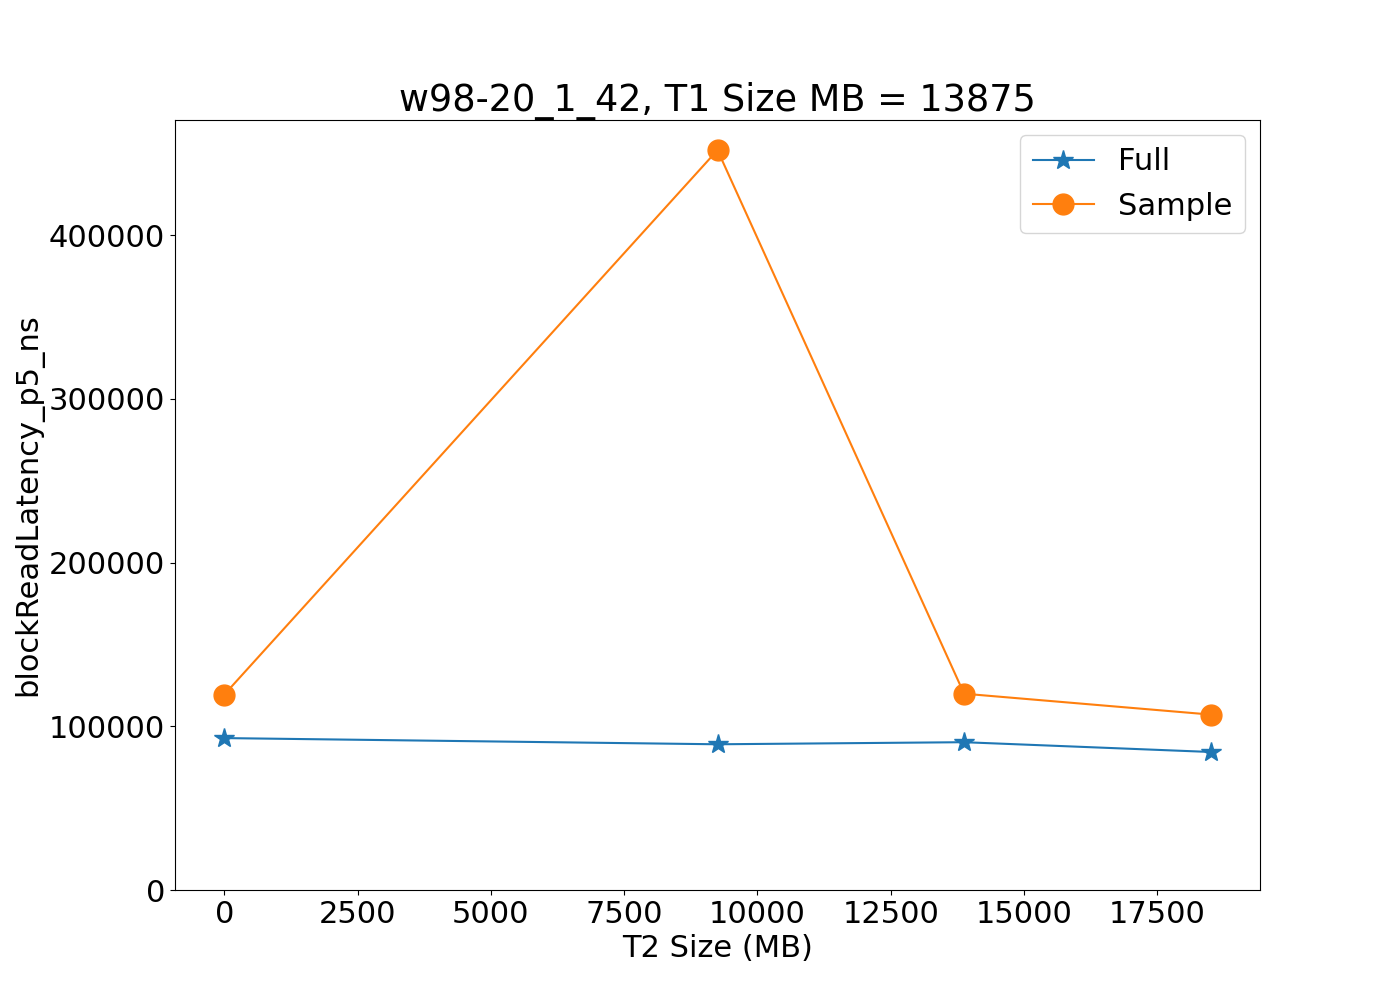 w98-20_1_42, T1 Size MB = 13875
Full
Sample
blockReadLatency_p5_ns
400000
300000
200000
100000
0
0 2500 5000 7500 10000 12500 15000 17500
T2 Size (MB)